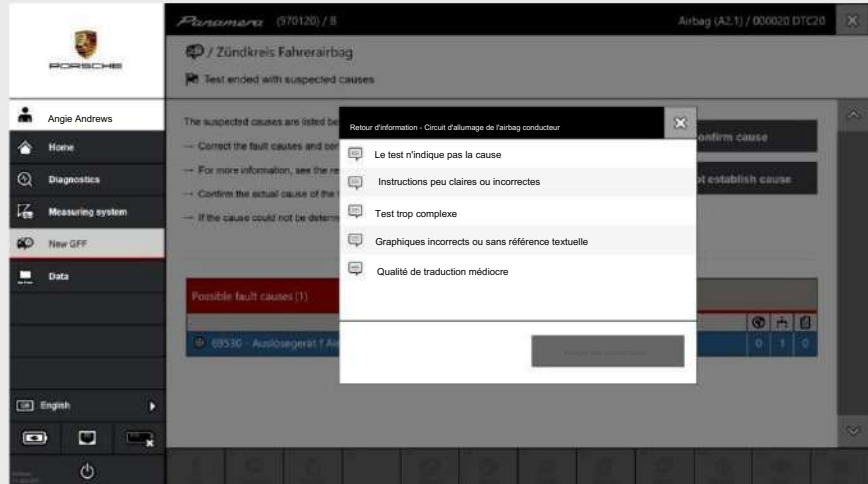 Panamera (970120) / 8
Airbag (A2.1) / 000020 DTC20
PORSCHE
/ Zündkreis Fahrerairbag
Test ended with suspected causes
Angie Andrews
Home
Diagnostics
Measuring system
New GFF
Data
English
The suspected causes are listed be
→ Correct the fault causes and con
→ For more information, see the re
→ Confirm the actual cause of the
→ If the cause could not be determ
onfirm cause
ot establish cause
Retour d'information - Circuit d'allumage de l'airbag conducteur
Le test n'indique pas la cause
Instructions peu claires ou incorrectes
Test trop complexe
Graphiques incorrects ou sans référence textuelle
Qualité de traduction médiocre
Possible fault causes (1)
69530 - Auslösegerät f Air
0 1 0